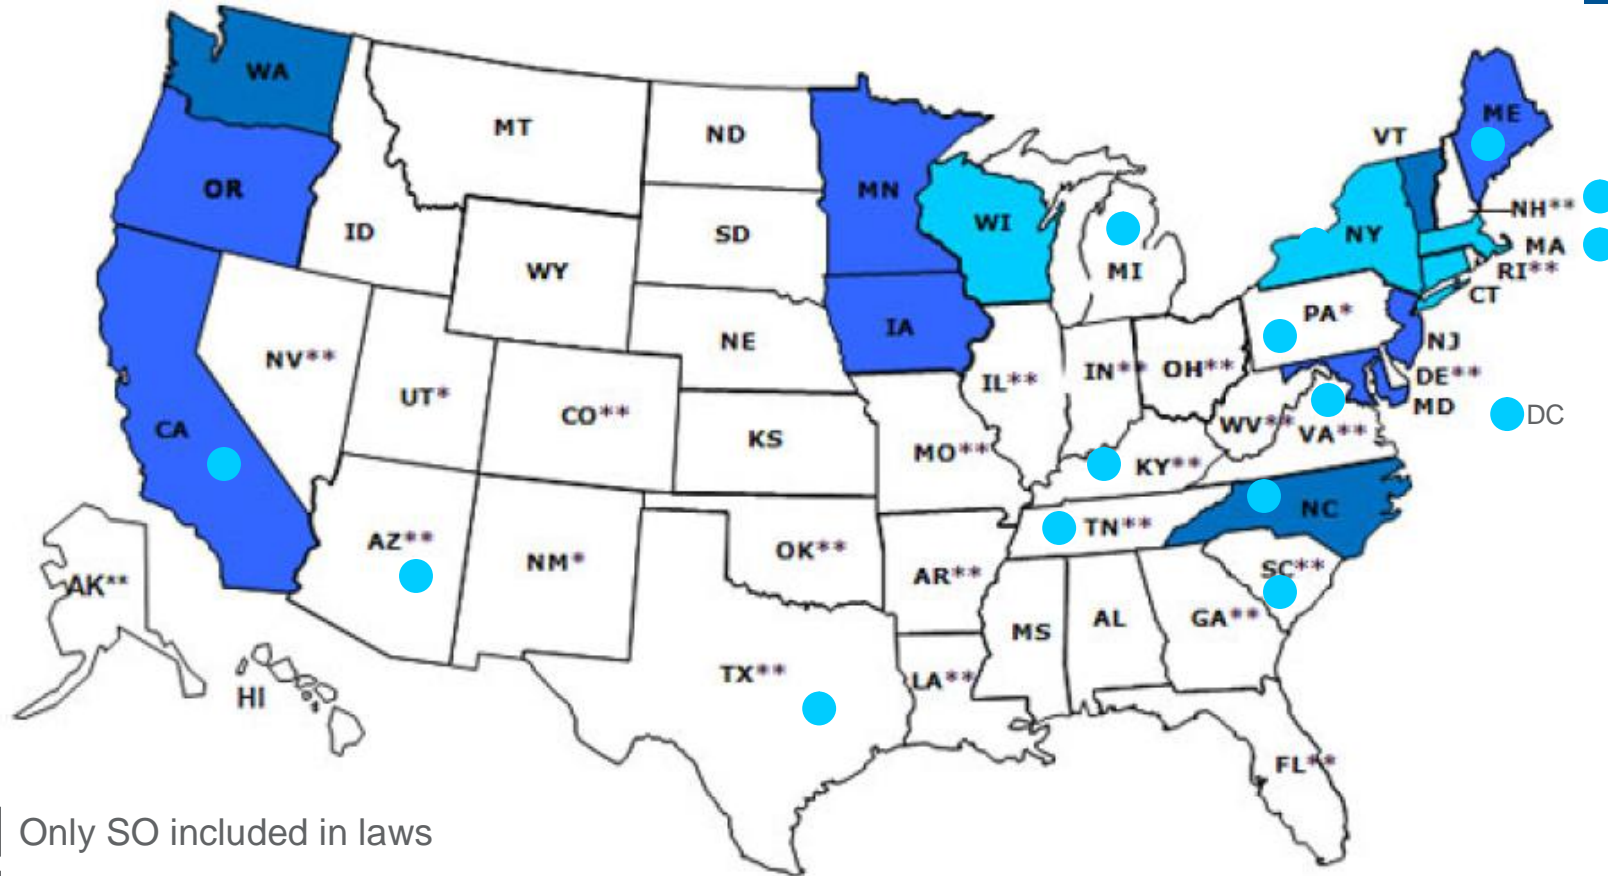 WA
MT
ND
MN
ME
VT
OR
ID
SD
WI
NY
NH**
MA
WY
MI
RI**
CT
NE
IA
PA*
NJ
NV**
UT*
CO**
KS
IL**
IN**
OH**
DE**
MD
DC
CA
MO**
WV**
VA**
KY**
AZ**
NM*
OK**
AR**
TN**
NC
SC**
AK**
MS
AL
GA**
HI
TX**
LA**
FL**
Only SO included in laws